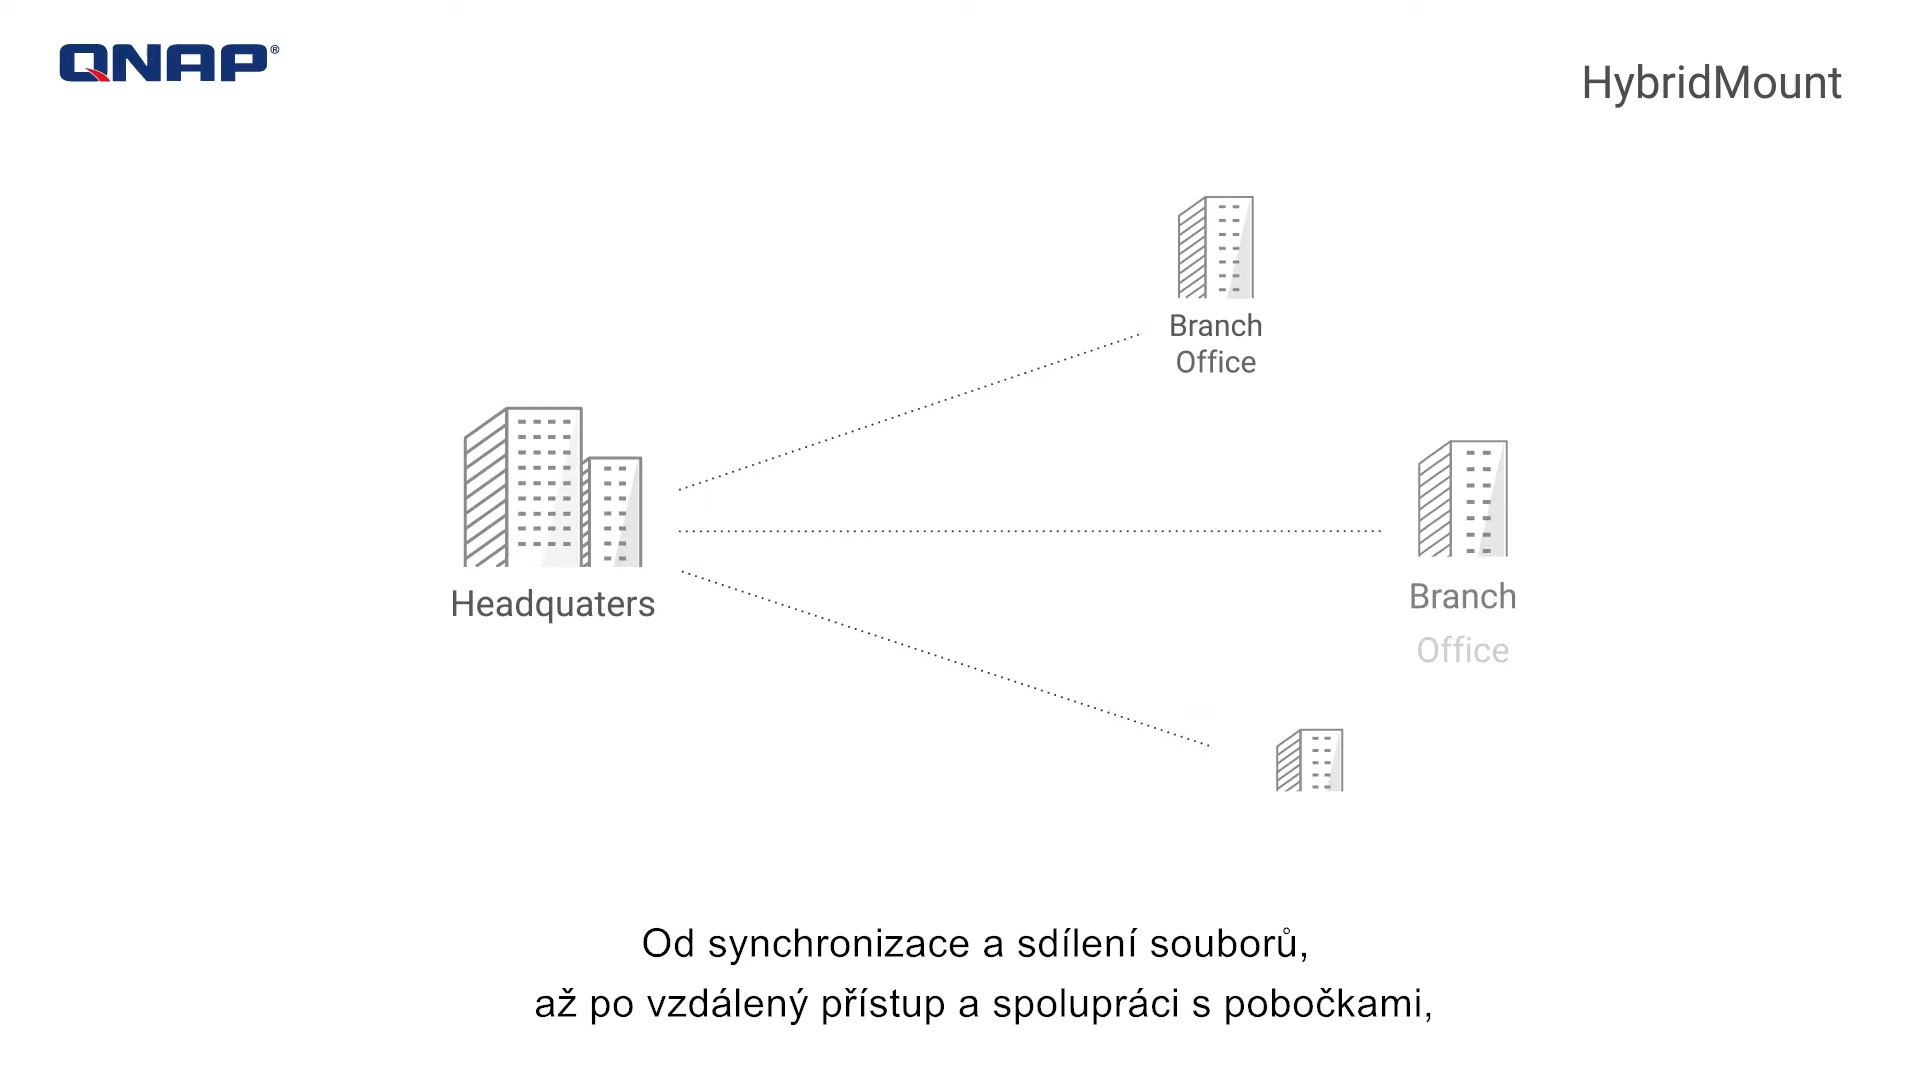 QNAP®
HybridMount
Branch
Office
Headquaters
Branch
Office
Od synchronizace a sdílení souborů,
až po vzdálený přístup a spolupráci s pobočkami,